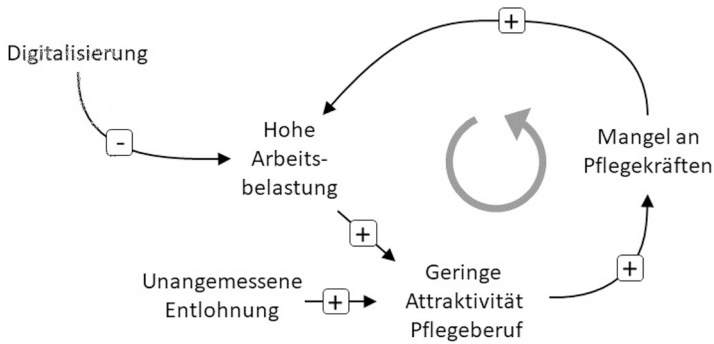 Digitalisierung
-
Hohe
Arbeits-
belastung
+
Mangel an
Pflegekräften
+
Unangemessene
Entlohnung
+
Geringe
Attraktivität
Pflegeberuf
+